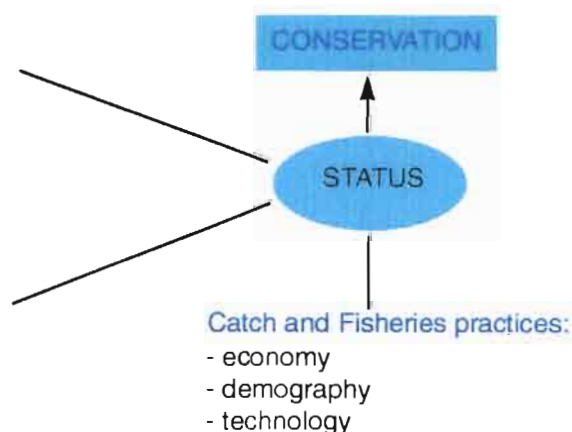 CONSERVATION
STATUS
Catch and Fisheries practices:
- economy
- demography
- technology